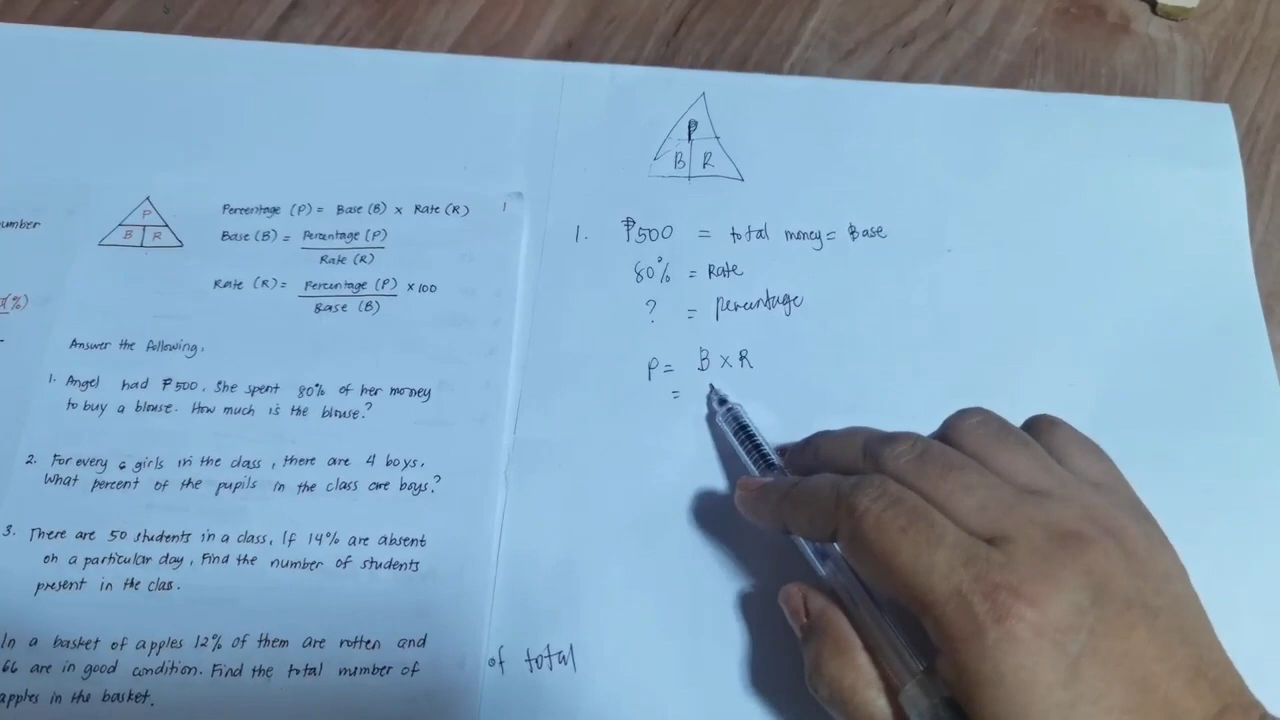 umber
(%)
P
B R
Percentage (P) = Base (B) × Rate (R)
1
Base (B) = Percentage (P)
Rate (R)
Rate (R) = Percentage (P) × 100
Base (B)
Answer the following.
1. Angel had ₱500. She spent 80% of her money
to buy a blouse. How much is the blouse?
2. For every 6 girls in the class, there are 4 boys.
What percent of the pupils in the class are boys?
3. There are 50 students in a class, If 14% are absent
on a particular day, Find the number of students
present in the class.
In a basket of apples 12% of them are rotten and
66 are in good condition. Find the total number of
apples in the basket.
of total
P
B R
1. ₱500 = total money = Base
80% = Rate
? = percentage
P = B × R
=